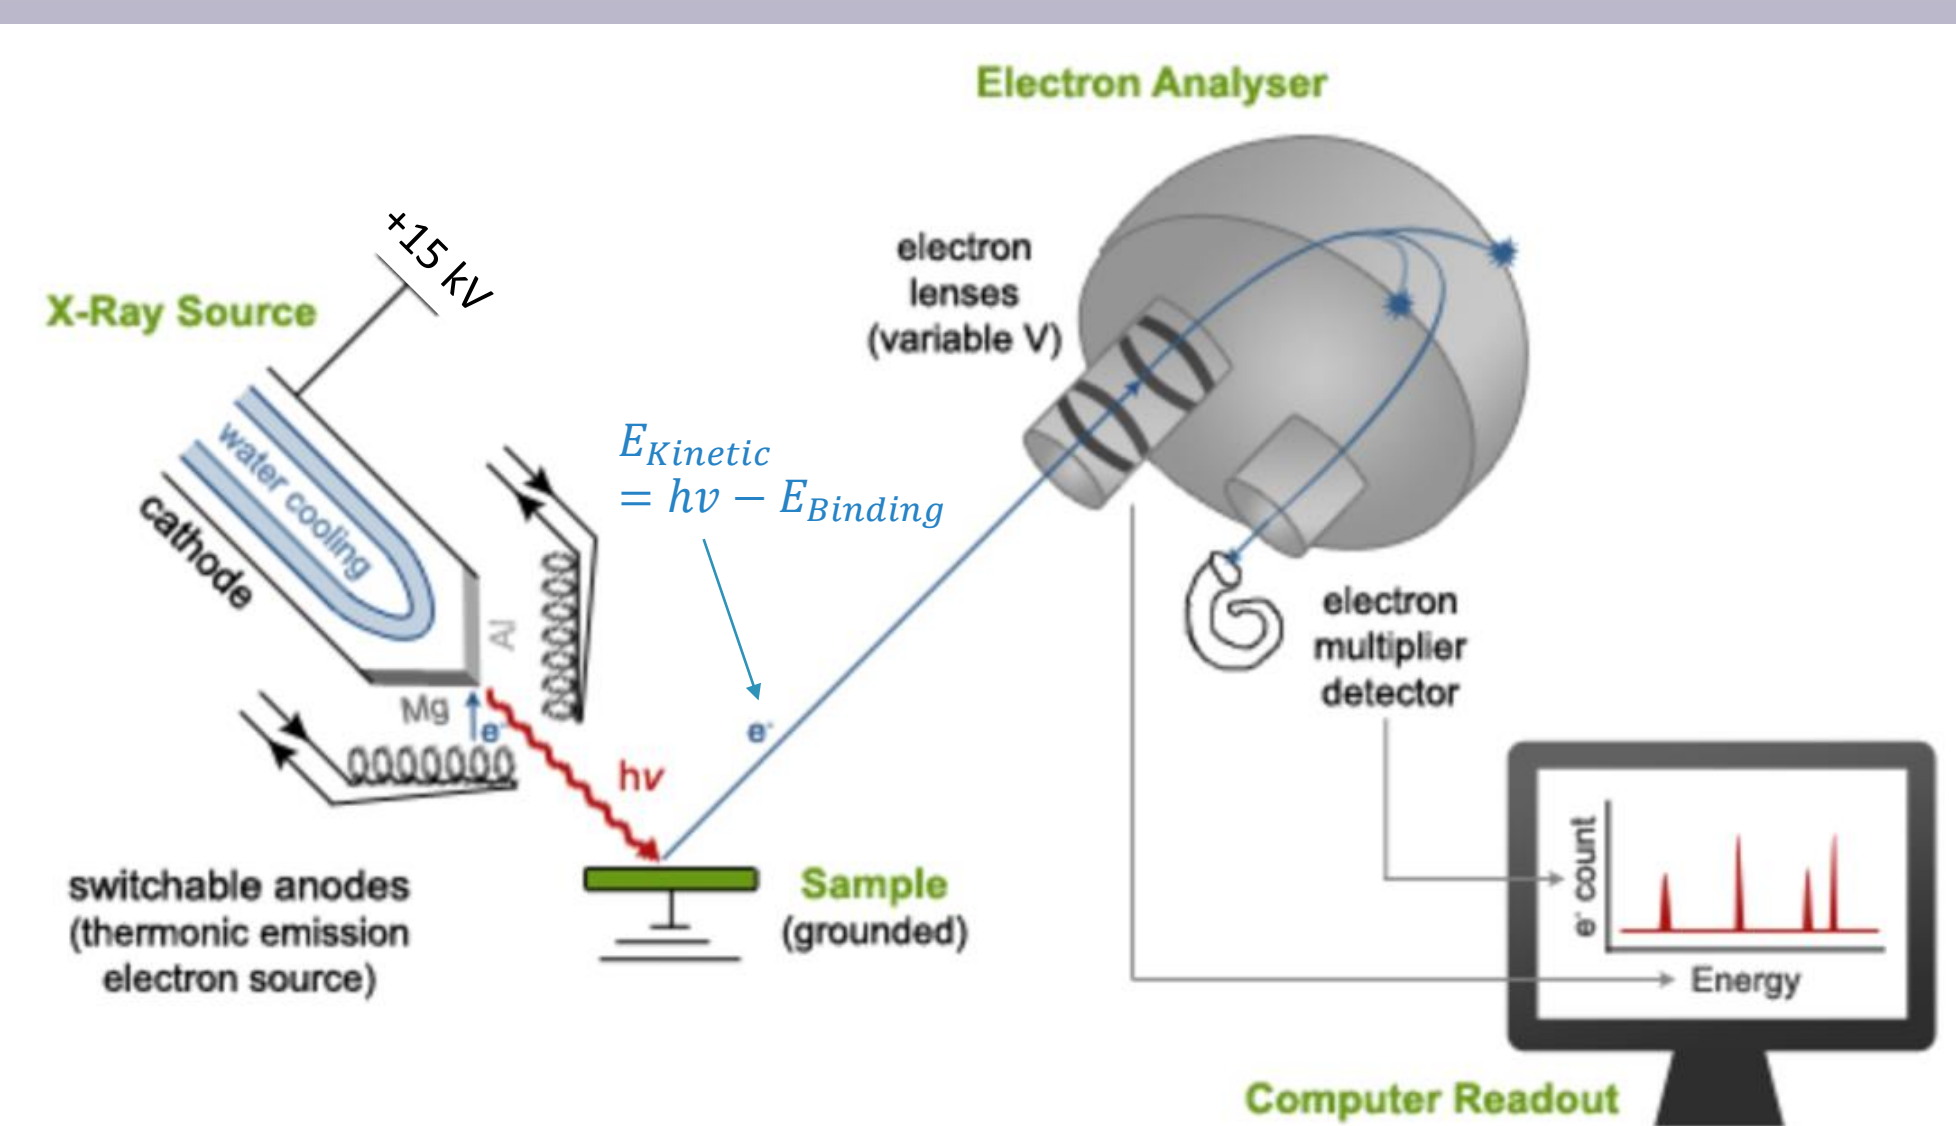 Electron Analyser
+15 kV
X-Ray Source
electron
lenses
(variable V)
water cooling
cathode
E_Kinetic
= hν − E_Binding
Al
Mg
e⁻
hν
e⁻
electron
multiplier
detector
switchable anodes
(thermonic emission
electron source)
Sample
(grounded)
e⁻ count
Energy
Computer Readout